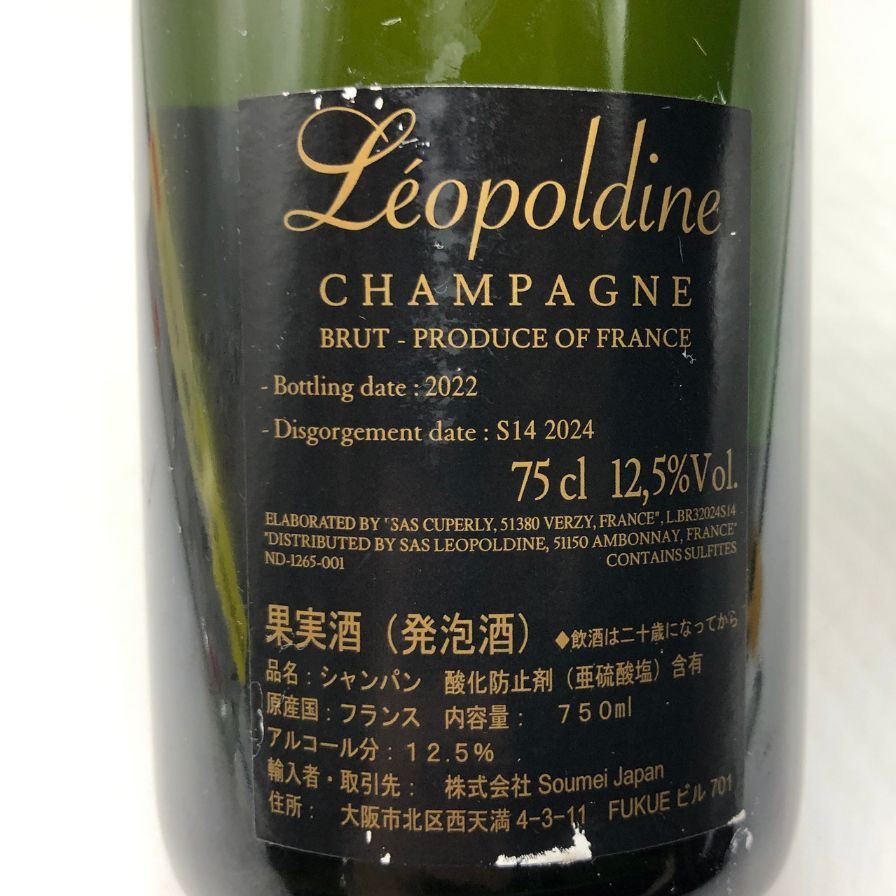 Léopoldine
CHAMPAGNE
BRUT - PRODUCE OF FRANCE
- Bottling date : 2022
- Disgorgement date : S14 2024
75 cl 12,5%Vol.
ELABORATED BY "SAS CUPERLY, 51380 VERZY, FRANCE", L.BR32024S14
"DISTRIBUTED BY SAS LEOPOLDINE, 51150 AMBONNAY, FRANCE"
ND-1265-001 CONTAINS SULFITES
果実酒（発泡酒） ◆飲酒は二十歳になってから
品名：シャンパン 酸化防止剤（亜硫酸塩）含有
原産国：フランス 内容量： 750ml
アルコール分：12.5%
輸入者・取引先： 株式会社 Soumei Japan
住所： 大阪市北区西天満4-3-11 FUKUE ビル 701